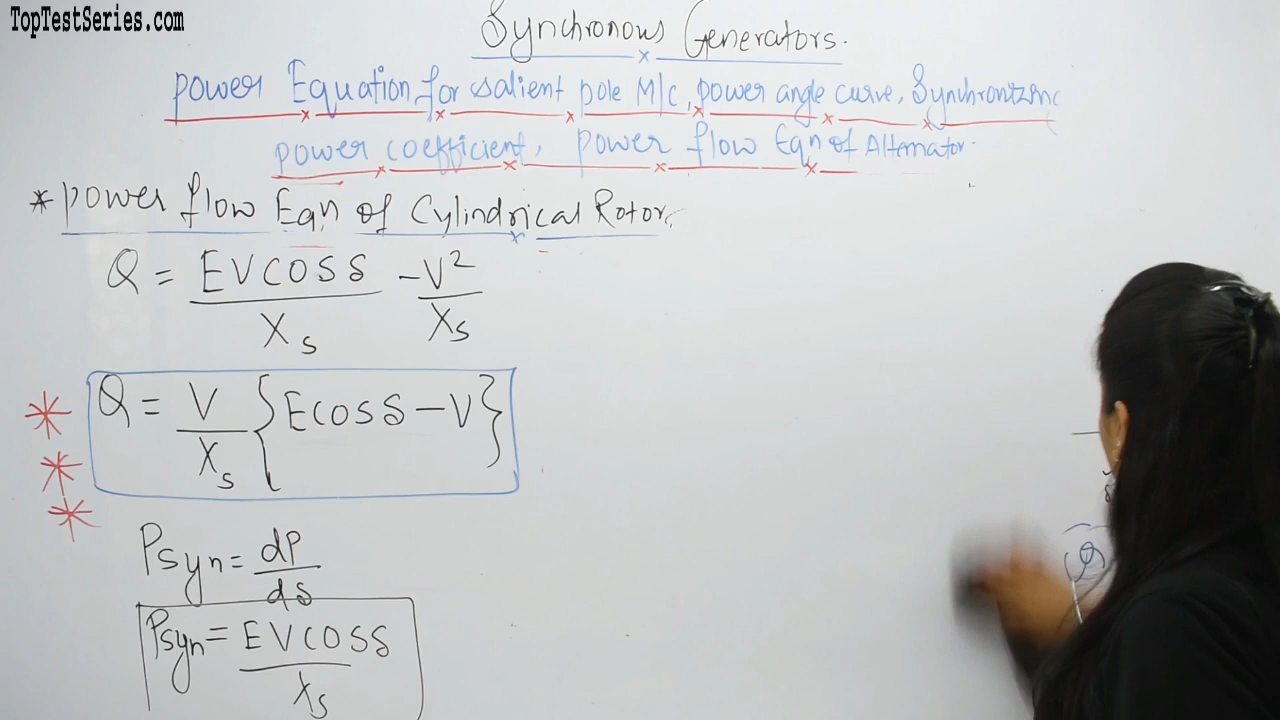 TopTestSeries.com
Synchronous Generators.
Power Equation for salient pole M/c, power angle curve, Synchronizing
power coefficient, power flow Eqn of Alternator.
* Power flow Eqn of Cylindrical Rotor.
Q = EVCOSδ/Xs - V²/Xs
Q = V/Xs {ECOSδ - V}
Psyn = dP/dδ
Psyn = EVCOSδ/Xs